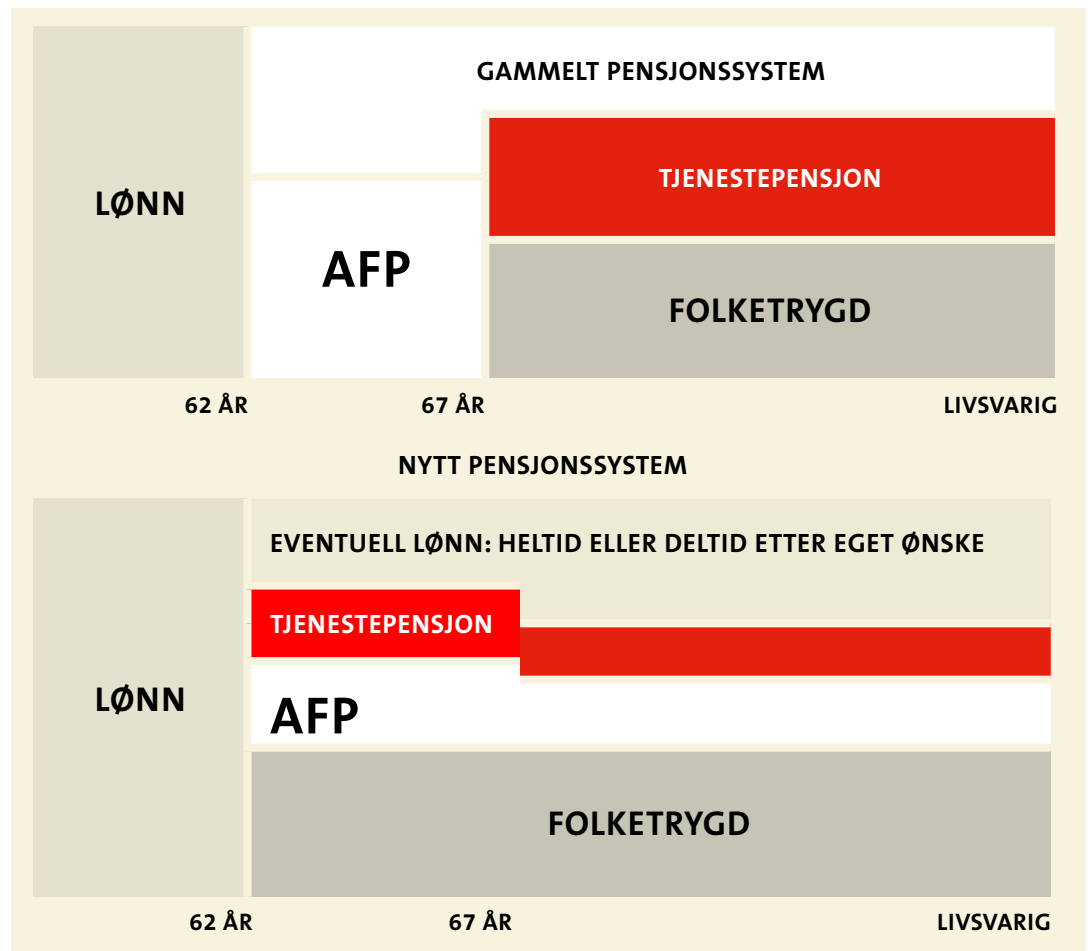 GAMMELT PENSJONSSYSTEM
LØNN
TJENESTEPENSJON
AFP
FOLKETRYGD
62 ÅR
67 ÅR
LIVSVARIG
NYTT PENSJONSSYSTEM
EVENTUELL LØNN: HELTID ELLER DELTID ETTER EGET ØNSKE
TJENESTEPENSJON
LØNN
AFP
FOLKETRYGD
62 ÅR
67 ÅR
LIVSVARIG